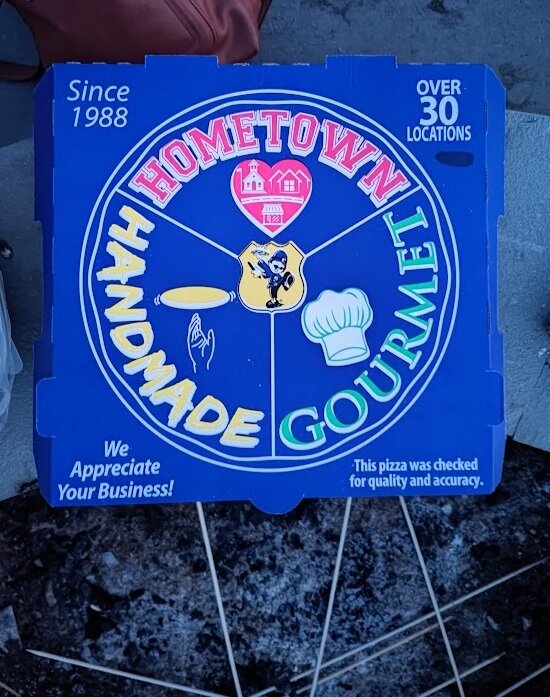 Since
1988
OVER
30
LOCATIONS
HOMETOWN
HANDMADE
GOURMET
We
Appreciate
Your Business!
This pizza was checked
for quality and accuracy.